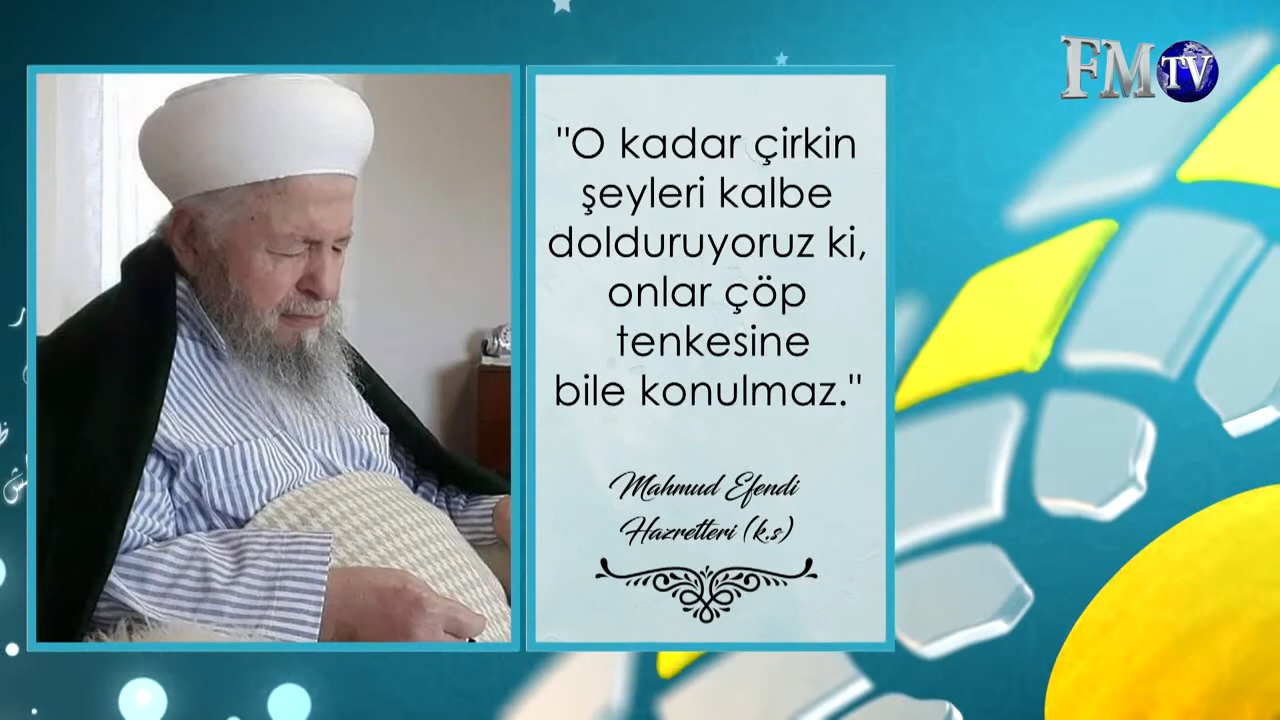 FM TV
"O kadar çirkin
şeyleri kalbe
dolduruyoruz ki,
onlar çöp
tenkesine
bile konulmaz."
Mahmud Efendi
Hazretleri (k.s)